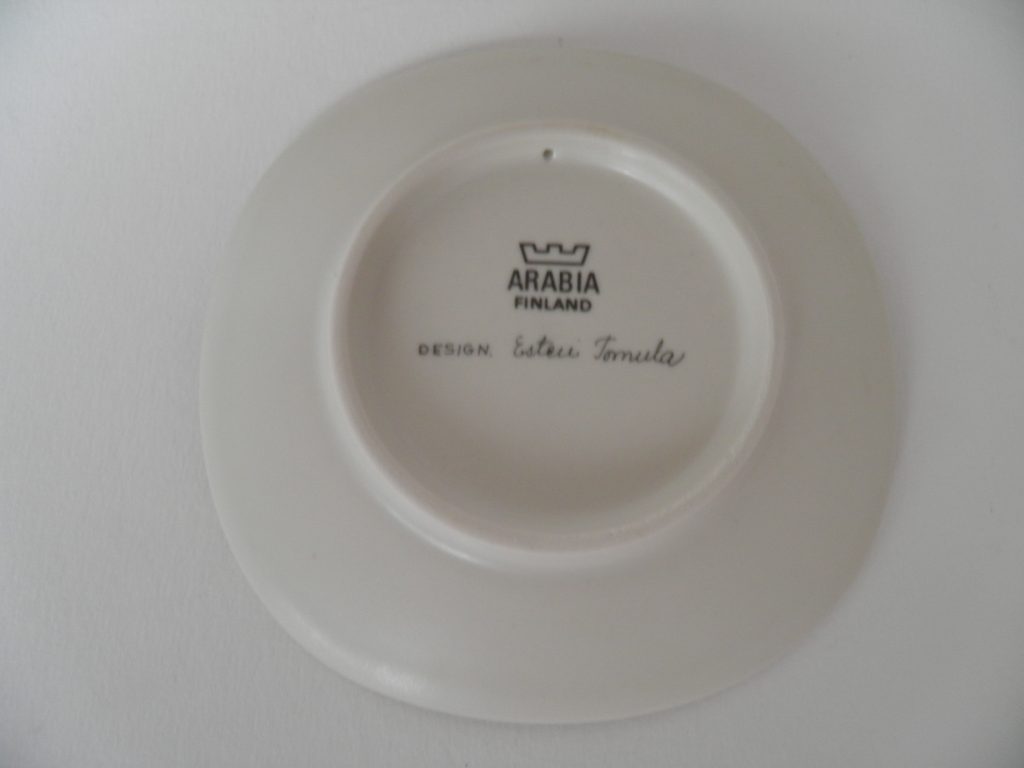 ARABIA
FINLAND
DESIGN. Esteri Tomula